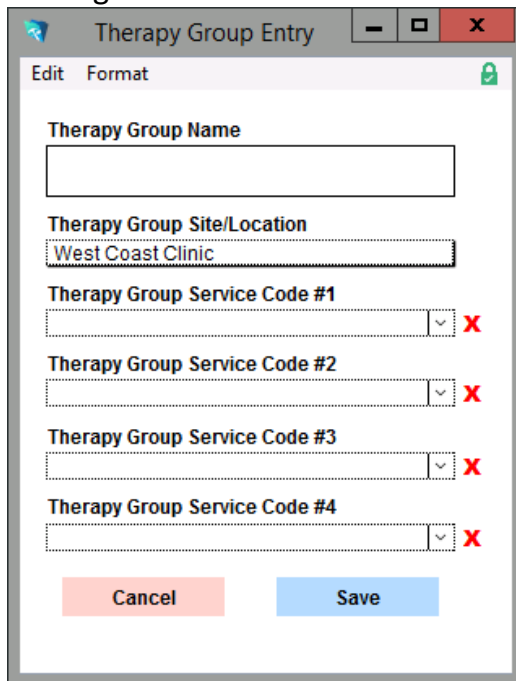 Therapy Group Entry
Edit Format
Therapy Group Name
Therapy Group Site/Location
West Coast Clinic
Therapy Group Service Code #1
X
Therapy Group Service Code #2
X
Therapy Group Service Code #3
X
Therapy Group Service Code #4
X
Cancel Save